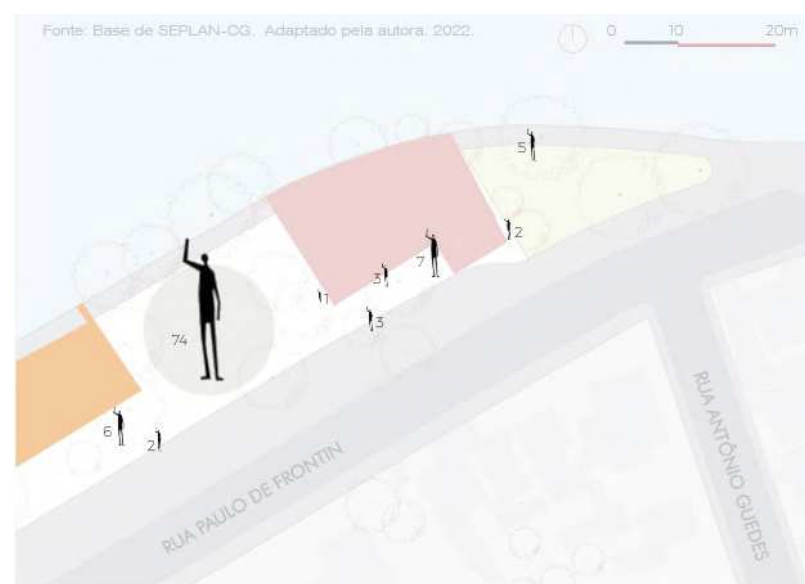 Fonte: Base de SEPLAN-CG. Adaptado pela autora. 2022.
0 10 20m
5
2
7
3
1
3
74
6
2
RUA PAULO DE FRONTIN
RUA ANTÔNIO GUEDES